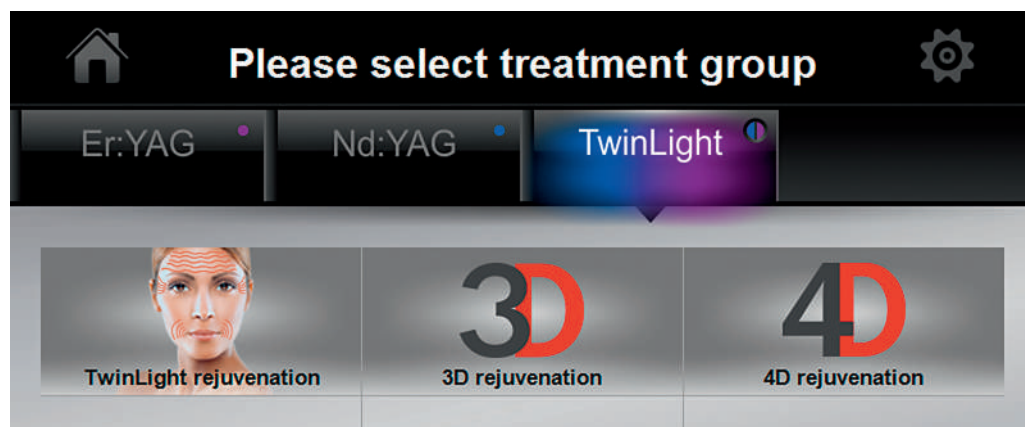 Please select treatment group
Er:YAG
Nd:YAG
TwinLight
3D
4D
TwinLight rejuvenation
3D rejuvenation
4D rejuvenation